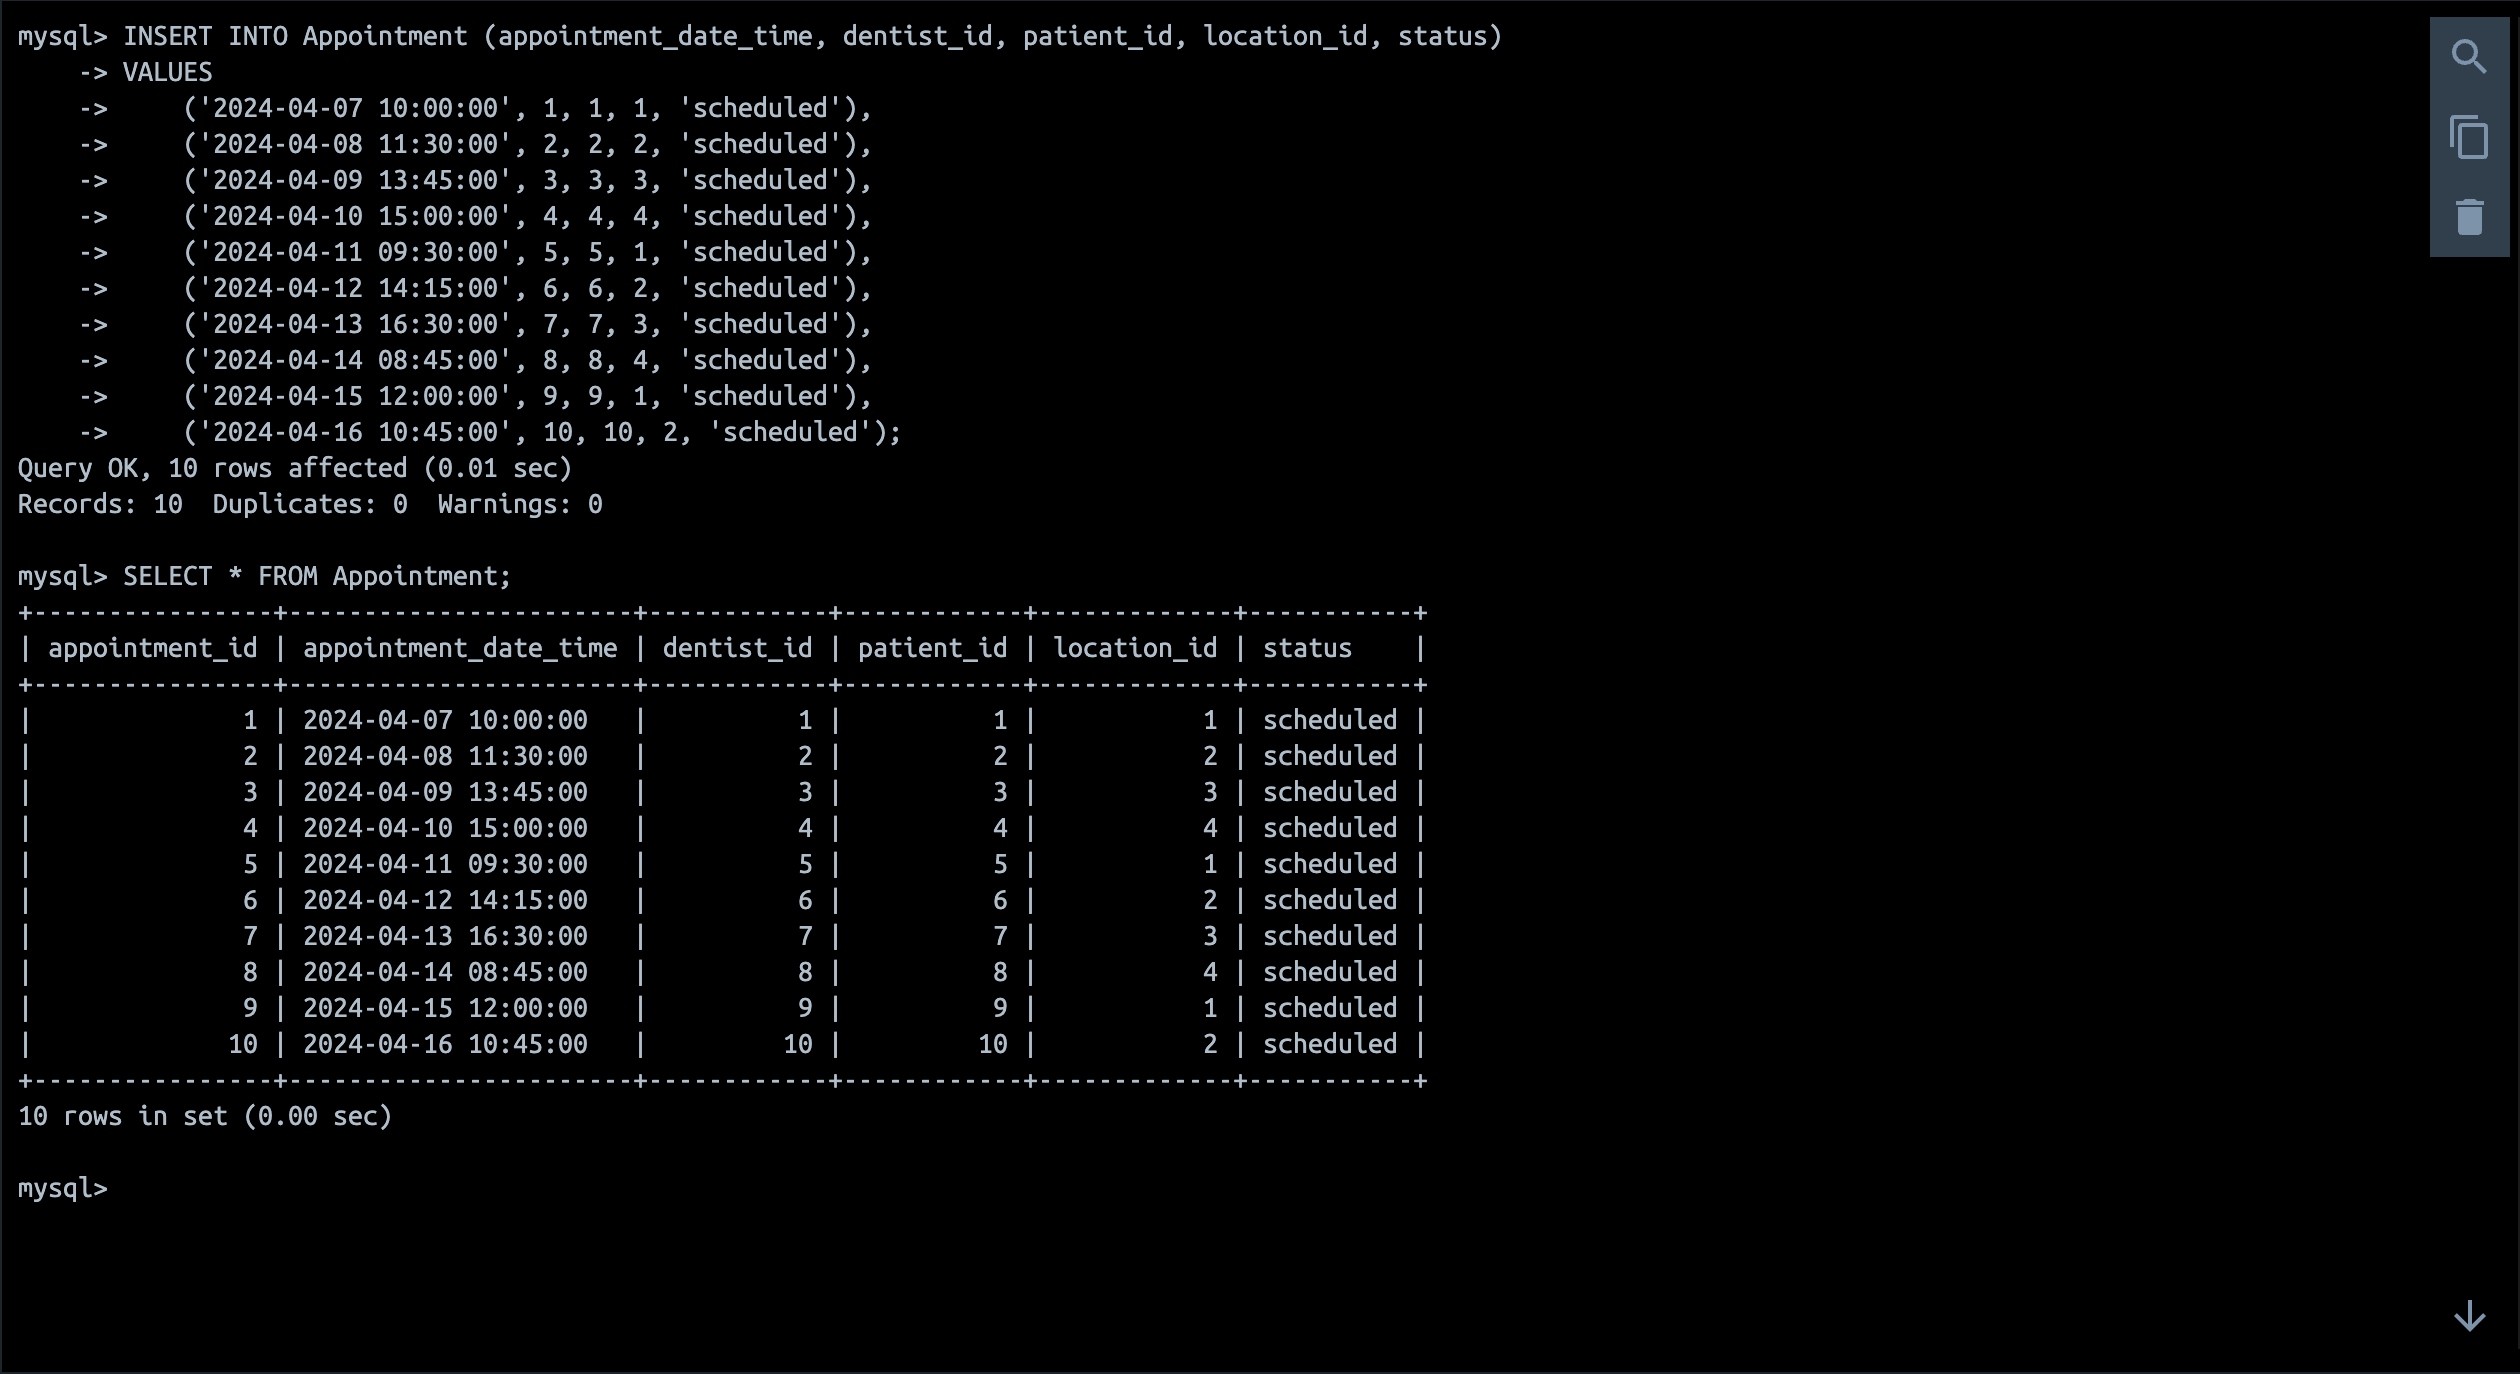 mysql> INSERT INTO Appointment (appointment_date_time, dentist_id, patient_id, location_id, status)
    -> VALUES
    ->     ('2024-04-07 10:00:00', 1, 1, 1, 'scheduled'),
    ->     ('2024-04-08 11:30:00', 2, 2, 2, 'scheduled'),
    ->     ('2024-04-09 13:45:00', 3, 3, 3, 'scheduled'),
    ->     ('2024-04-10 15:00:00', 4, 4, 4, 'scheduled'),
    ->     ('2024-04-11 09:30:00', 5, 5, 1, 'scheduled'),
    ->     ('2024-04-12 14:15:00', 6, 6, 2, 'scheduled'),
    ->     ('2024-04-13 16:30:00', 7, 7, 3, 'scheduled'),
    ->     ('2024-04-14 08:45:00', 8, 8, 4, 'scheduled'),
    ->     ('2024-04-15 12:00:00', 9, 9, 1, 'scheduled'),
    ->     ('2024-04-16 10:45:00', 10, 10, 2, 'scheduled');
Query OK, 10 rows affected (0.01 sec)
Records: 10  Duplicates: 0  Warnings: 0

mysql> SELECT * FROM Appointment;
+----------------+-----------------------+------------+------------+-------------+-----------+
| appointment_id | appointment_date_time | dentist_id | patient_id | location_id | status    |
+----------------+-----------------------+------------+------------+-------------+-----------+
|              1 | 2024-04-07 10:00:00   |          1 |          1 |           1 | scheduled |
|              2 | 2024-04-08 11:30:00   |          2 |          2 |           2 | scheduled |
|              3 | 2024-04-09 13:45:00   |          3 |          3 |           3 | scheduled |
|              4 | 2024-04-10 15:00:00   |          4 |          4 |           4 | scheduled |
|              5 | 2024-04-11 09:30:00   |          5 |          5 |           1 | scheduled |
|              6 | 2024-04-12 14:15:00   |          6 |          6 |           2 | scheduled |
|              7 | 2024-04-13 16:30:00   |          7 |          7 |           3 | scheduled |
|              8 | 2024-04-14 08:45:00   |          8 |          8 |           4 | scheduled |
|              9 | 2024-04-15 12:00:00   |          9 |          9 |           1 | scheduled |
|             10 | 2024-04-16 10:45:00   |         10 |         10 |           2 | scheduled |
+----------------+-----------------------+------------+------------+-------------+-----------+
10 rows in set (0.00 sec)

mysql>